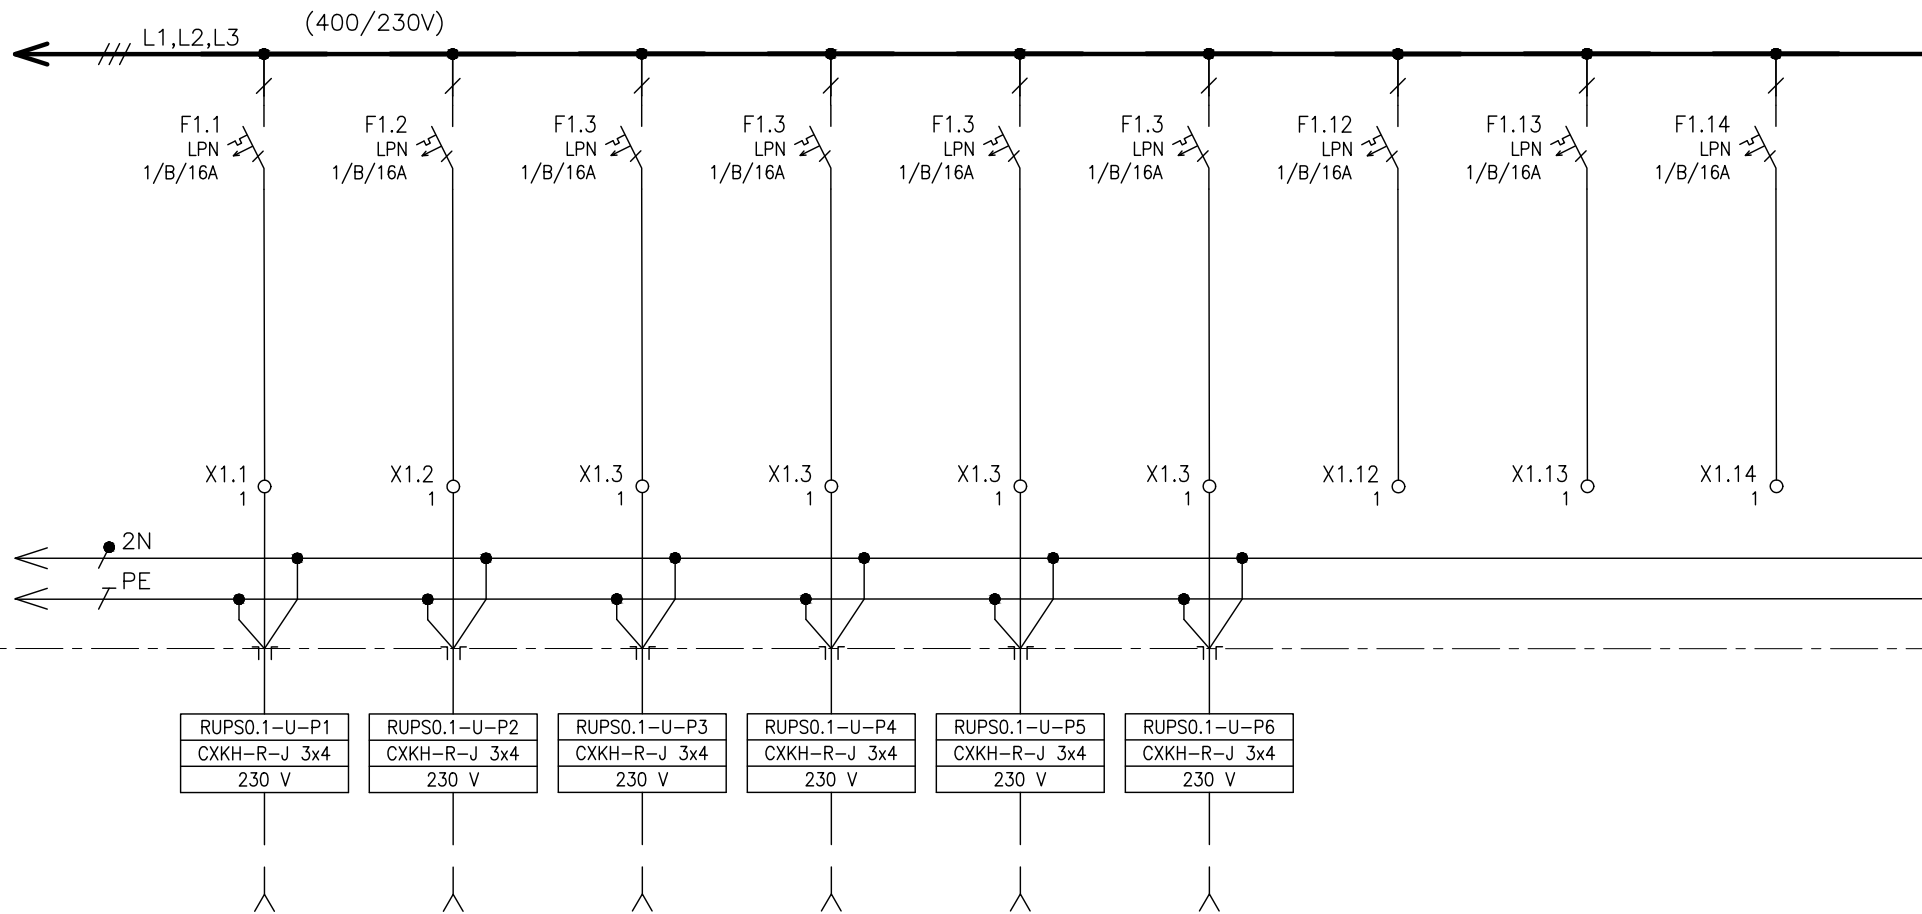 (400/230V)
L1,L2,L3
F1.1
LPN
1/B/16A
F1.2
LPN
1/B/16A
F1.3
LPN
1/B/16A
F1.3
LPN
1/B/16A
F1.3
LPN
1/B/16A
F1.3
LPN
1/B/16A
F1.12
LPN
1/B/16A
F1.13
LPN
1/B/16A
F1.14
LPN
1/B/16A
X1.1
1
X1.2
1
X1.3
1
X1.3
1
X1.3
1
X1.3
1
X1.12
1
X1.13
1
X1.14
1
2N
PE
RUPS0.1-U-P1
CXKH-R-J 3x4
230 V
RUPS0.1-U-P2
CXKH-R-J 3x4
230 V
RUPS0.1-U-P3
CXKH-R-J 3x4
230 V
RUPS0.1-U-P4
CXKH-R-J 3x4
230 V
RUPS0.1-U-P5
CXKH-R-J 3x4
230 V
RUPS0.1-U-P6
CXKH-R-J 3x4
230 V